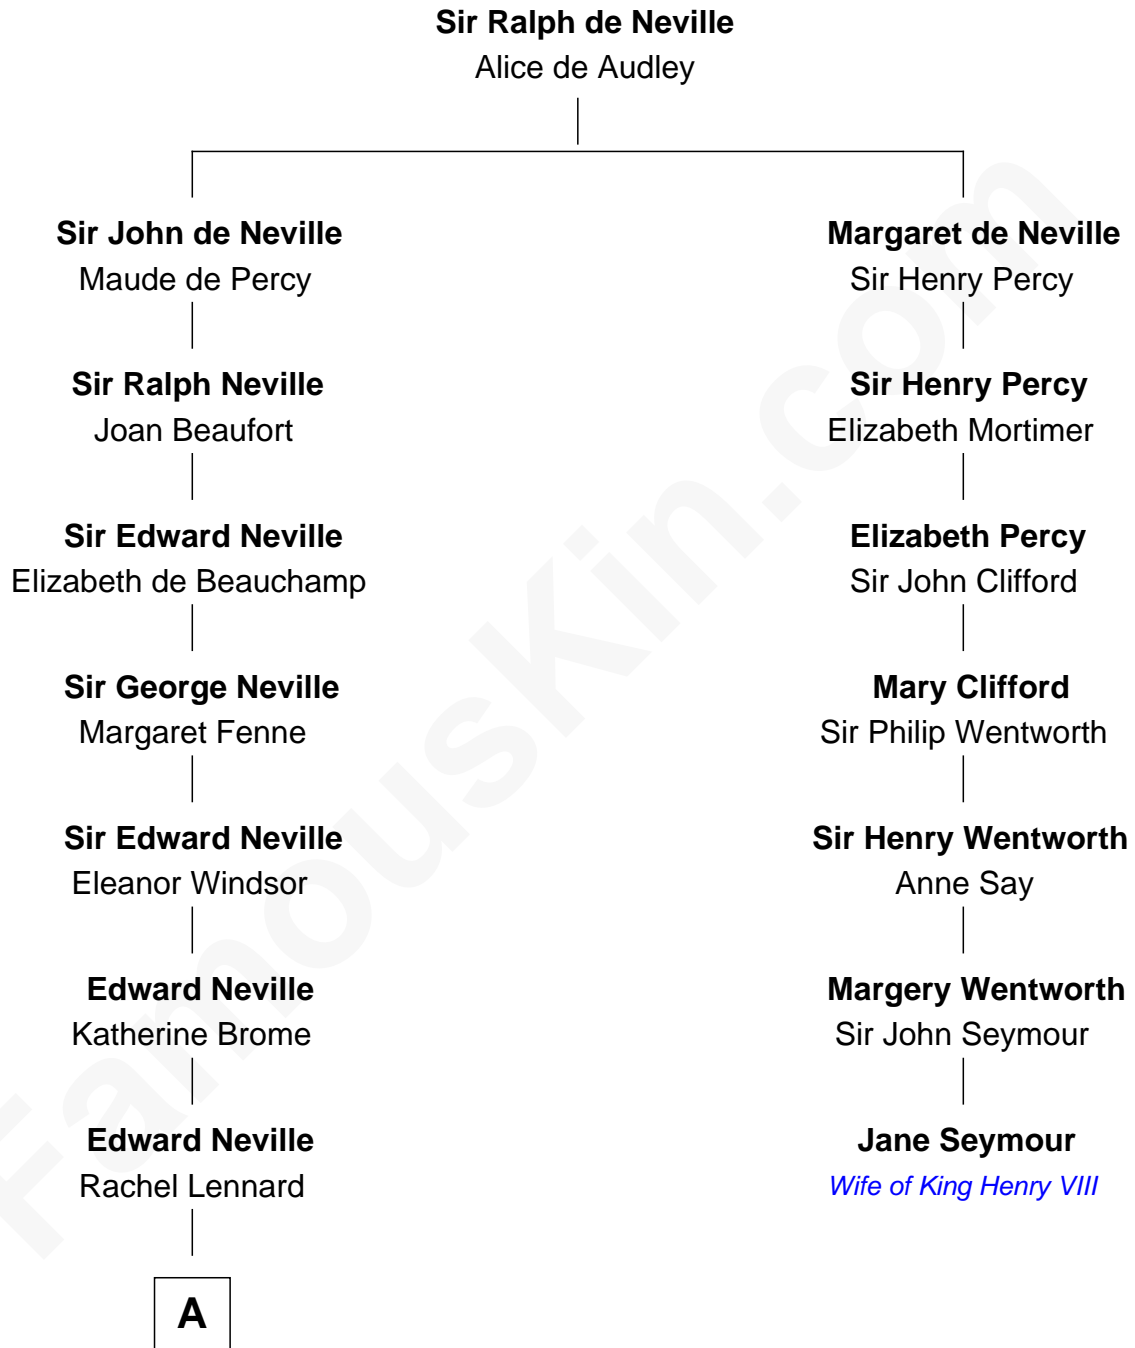 Sir Ralph de Neville
Alice de Audley
Sir John de Neville
Maude de Percy
Margaret de Neville
Sir Henry Percy
Sir Ralph Neville
Joan Beaufort
Sir Henry Percy
Elizabeth Mortimer
Sir Edward Neville
Elizabeth de Beauchamp
Elizabeth Percy
Sir John Clifford
Sir George Neville
Margaret Fenne
Mary Clifford
Sir Philip Wentworth
Sir Edward Neville
Eleanor Windsor
Sir Henry Wentworth
Anne Say
Edward Neville
Katherine Brome
Margery Wentworth
Sir John Seymour
Edward Neville
Rachel Lennard
Jane Seymour
Wife of King Henry VIII
A
FamousKin.com